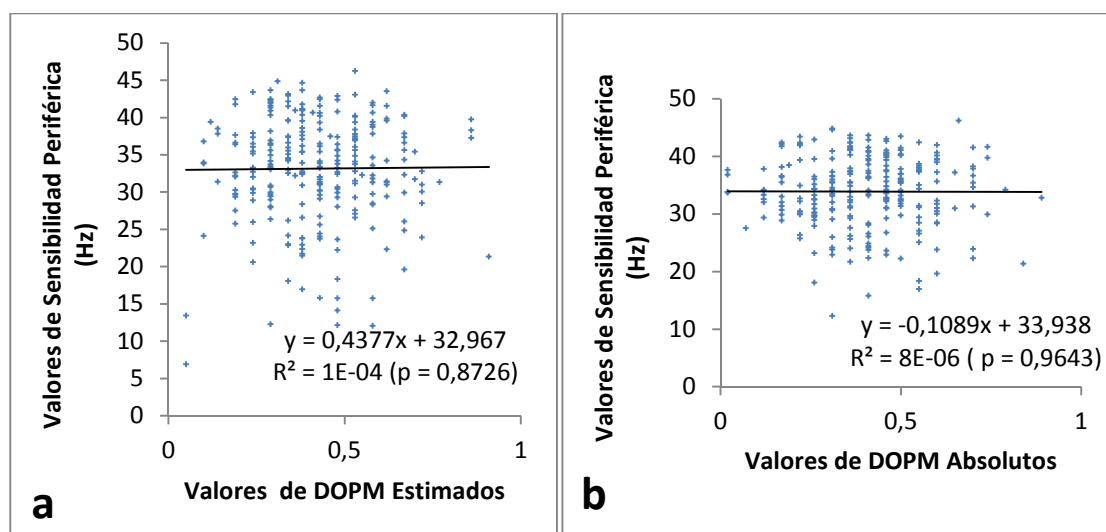 Valores de Sensibilidad Periférica
(Hz)
50
45
40
35
30
25
20
15
10
5
0
y = 0,4377x + 32,967
R² = 1E-04 (p = 0,8726)
0
0,5
1
Valores de DOPM Estimados
a
Valores de Sensibilidad Periférica
(Hz)
50
40
30
20
10
0
y = -0,1089x + 33,938
R² = 8E-06 ( p = 0,9643)
0
0,5
1
Valores de DOPM Absolutos
b